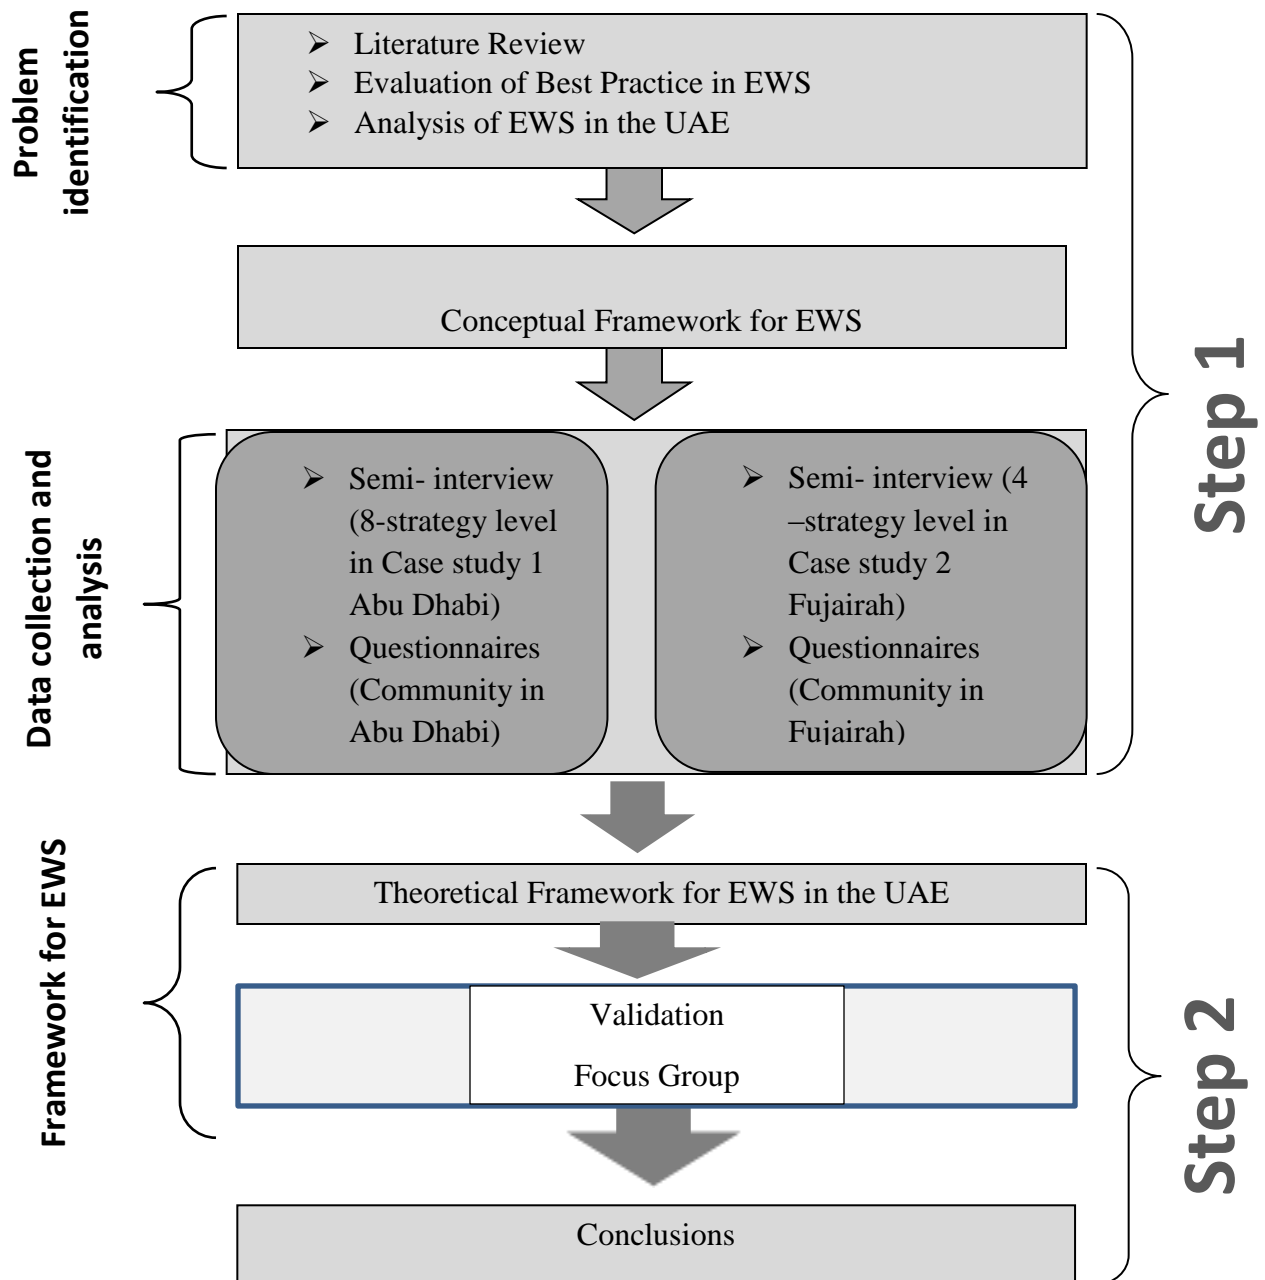 Problem
identification
➢ Literature Review
➢ Evaluation of Best Practice in EWS
➢ Analysis of EWS in the UAE
Conceptual Framework for EWS
Step 1
Data collection and
analysis
➢ Semi- interview
(8-strategy level
in Case study 1
Abu Dhabi)
➢ Questionnaires
(Community in
Abu Dhabi)
➢ Semi- interview (4
–strategy level in
Case study 2
Fujairah)
➢ Questionnaires
(Community in
Fujairah)
Framework for EWS
Theoretical Framework for EWS in the UAE
Validation
Focus Group
Step 2
Conclusions